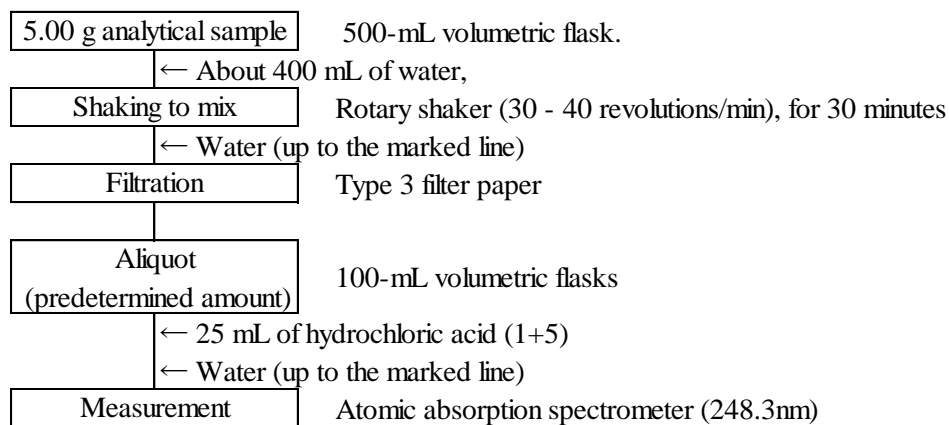 5.00 g analytical sample 500-mL volumetric flask.
← About 400 mL of water,
Shaking to mix Rotary shaker (30 - 40 revolutions/min), for 30 minutes
← Water (up to the marked line)
Filtration Type 3 filter paper
Aliquot
(predetermined amount) 100-mL volumetric flasks
← 25 mL of hydrochloric acid (1+5)
← Water (up to the marked line)
Measurement Atomic absorption spectrometer (248.3nm)